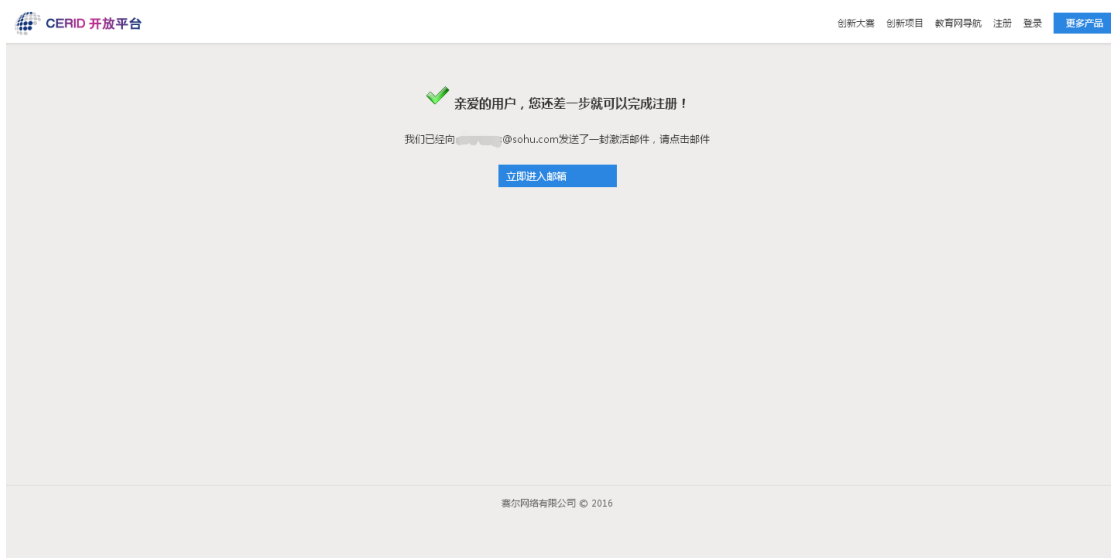 CERID 开放平台
创新大赛 创新项目 教育网导航 注册 登录 更多产品
亲爱的用户，您还差一步就可以完成注册！
我们已经向 @sohu.com发送了一封激活邮件，请点击邮件
立即进入邮箱
赛尔网络有限公司 © 2016